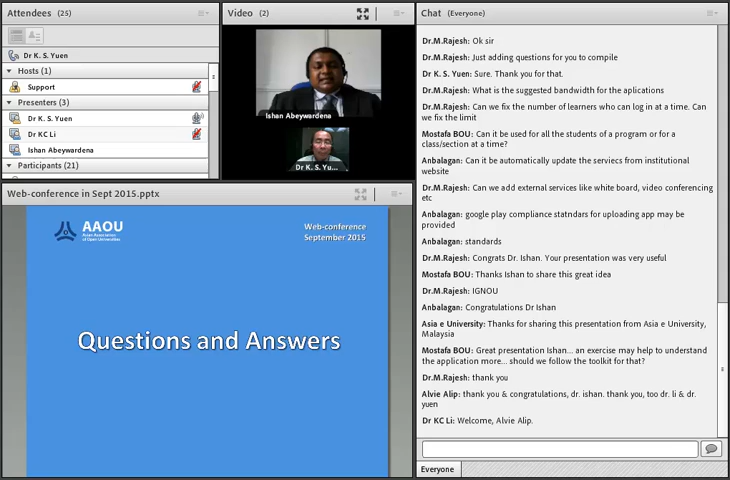 Attendees (25)
Dr K. S. Yuen
Hosts (1)
Support
Presenters (3)
Dr K. S. Yuen
Dr KC Li
Ishan Abeywardena
Participants (21)
Video (2)
Ishan Abeywardena
Dr K. S. Yu...
Web-conference in Sept 2015.pptx
AAOU
Asian Association
of Open Universities
Web-conference
September 2015
Questions and Answers
Chat (Everyone)
Dr.M.Rajesh: Ok sir
Dr.M.Rajesh: Just adding questions for you to compile
Dr K. S. Yuen: Sure. Thank you for that.
Dr.M.Rajesh: What is the suggested bandwidth for the aplications
Dr.M.Rajesh: Can we fix the number of learners who can log in at a time. Can
we fix the limit
Mostafa BOU: Can it be used for all the students of a program or for a
class/section at a time?
Anbalagan: Can it be automatically update the serviecs from institutional
website
Dr.M.Rajesh: Can we add external services like white board, video conferencing
etc
Anbalagan: google play compliance statndars for uploading app may be
provided
Anbalagan: standards
Dr.M.Rajesh: Congrats Dr. Ishan. Your presentation was very useful
Mostafa BOU: Thanks Ishan to share this great idea
Dr.M.Rajesh: IGNOU
Anbalagan: Congratulations Dr Ishan
Asia e University: Thanks for sharing this presentation from Asia e University,
Malaysia
Mostafa BOU: Great presentation Ishan... an exercise may help to understand
the application more... should we follow the toolkit for that?
Dr.M.Rajesh: thank you
Alvie Alip: thank you & congratulations, dr. ishan. thank you, too dr. li & dr.
yuen
Dr KC Li: Welcome, Alvie Alip.
Everyone